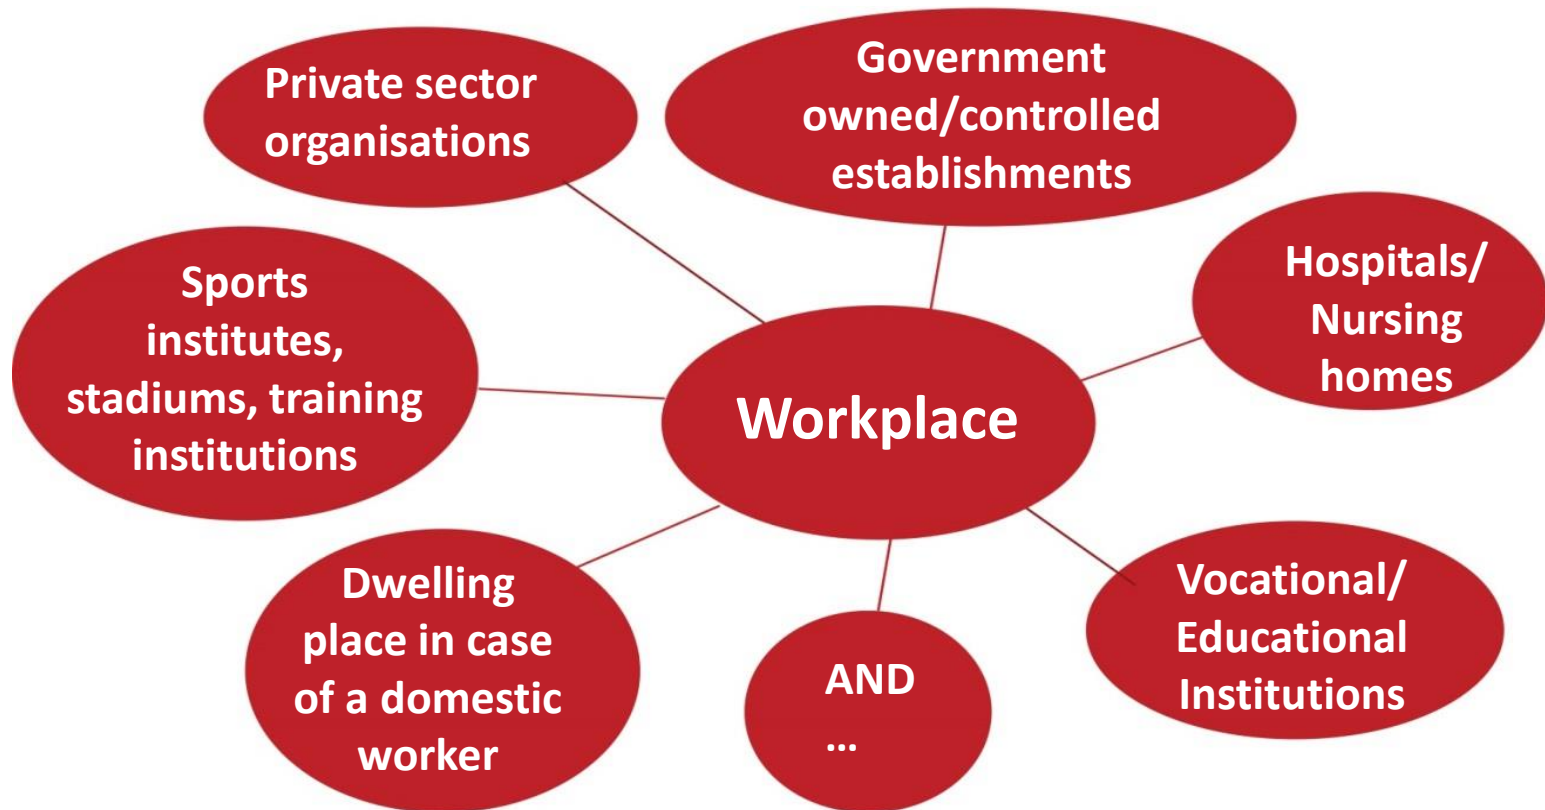 Private sector
organisations
Government
owned/controlled
establishments
Hospitals/
Nursing
homes
Sports
institutes,
stadiums, training
institutions
Workplace
Dwelling
place in case
of a domestic
worker
AND
...
Vocational/
Educational
Institutions